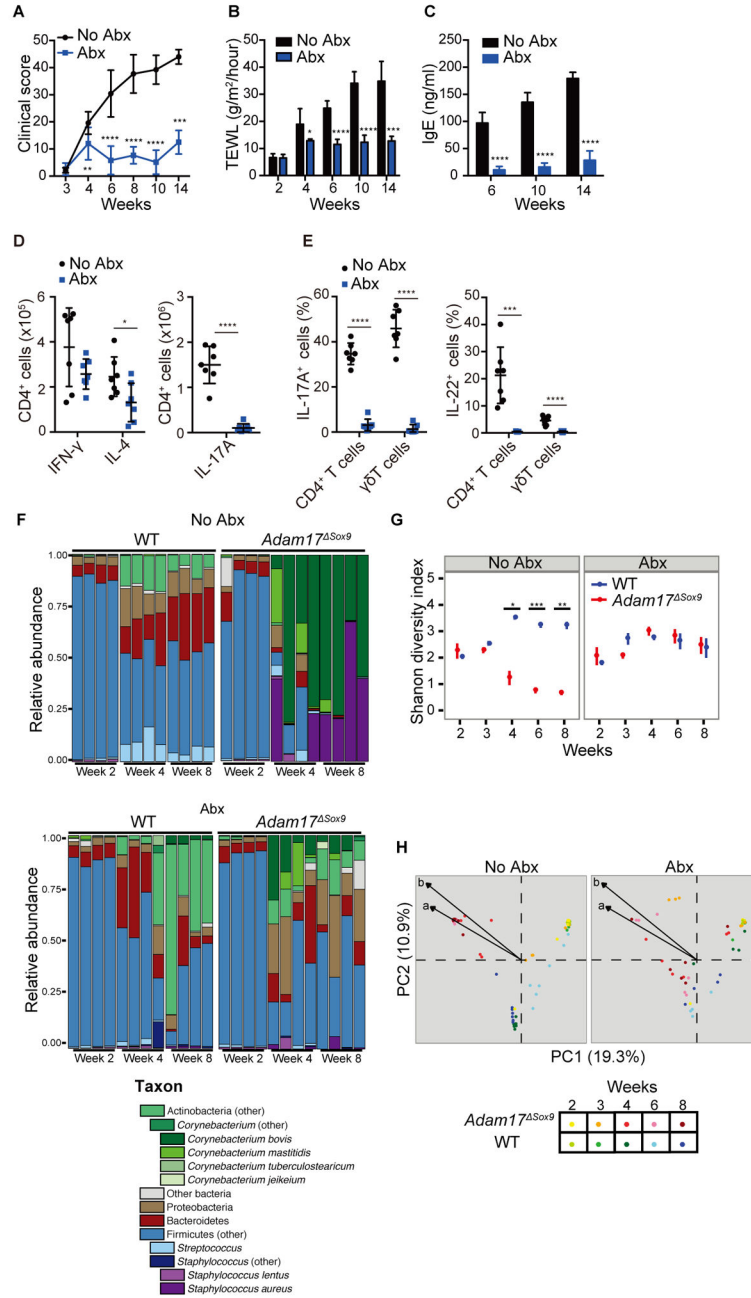 A
No Abx
Abx
Clinical score
50
40
30
20
10
0
**
****
****
****
***
3 4 6 8 10 14
Weeks
B
No Abx
Abx
TEWL (g/m²/hour)
50
40
30
20
10
0
*
****
****
***
2 4 6 10 14
Weeks
C
No Abx
Abx
IgE (ng/ml)
200
150
100
50
0
****
****
****
6 10 14
Weeks
D
No Abx
Abx
CD4⁺ cells (x10⁵)
6
4
2
0
*
IFN-γ IL-4
CD4⁺ cells (x10⁶)
3
2
1
0
****
IL-17A
E
No Abx
Abx
IL-17A⁺ cells (%)
60
40
20
0
****
****
CD4⁺ T cells γδT cells
IL-22⁺ cells (%)
60
40
20
0
***
****
CD4⁺ T cells γδT cells
F
No Abx
WT Adam17ΔSox9
Relative abundance
1.00
0.75
0.50
0.25
0.00
Week 2 Week 4 Week 8 Week 2 Week 4 Week 8
Abx
WT Adam17ΔSox9
Relative abundance
1.00
0.75
0.50
0.25
0.00
Week 2 Week 4 Week 8 Week 2 Week 4 Week 8
Taxon
Actinobacteria (other)
Corynebacterium (other)
Corynebacterium bovis
Corynebacterium mastitidis
Corynebacterium tuberculostearicum
Corynebacterium jeikeium
Other bacteria
Proteobacteria
Bacteroidetes
Firmicutes (other)
Streptococcus
Staphylococcus (other)
Staphylococcus lentus
Staphylococcus aureus
G
No Abx Abx
WT
Adam17ΔSox9
Shanon diversity index
5
4
3
2
1
0
* *** **
2 3 4 6 8 2 3 4 6 8
Weeks
H
No Abx Abx
b
a
b
a
PC2 (10.9%)
PC1 (19.3%)
Weeks
2 3 4 6 8
Adam17ΔSox9
WT